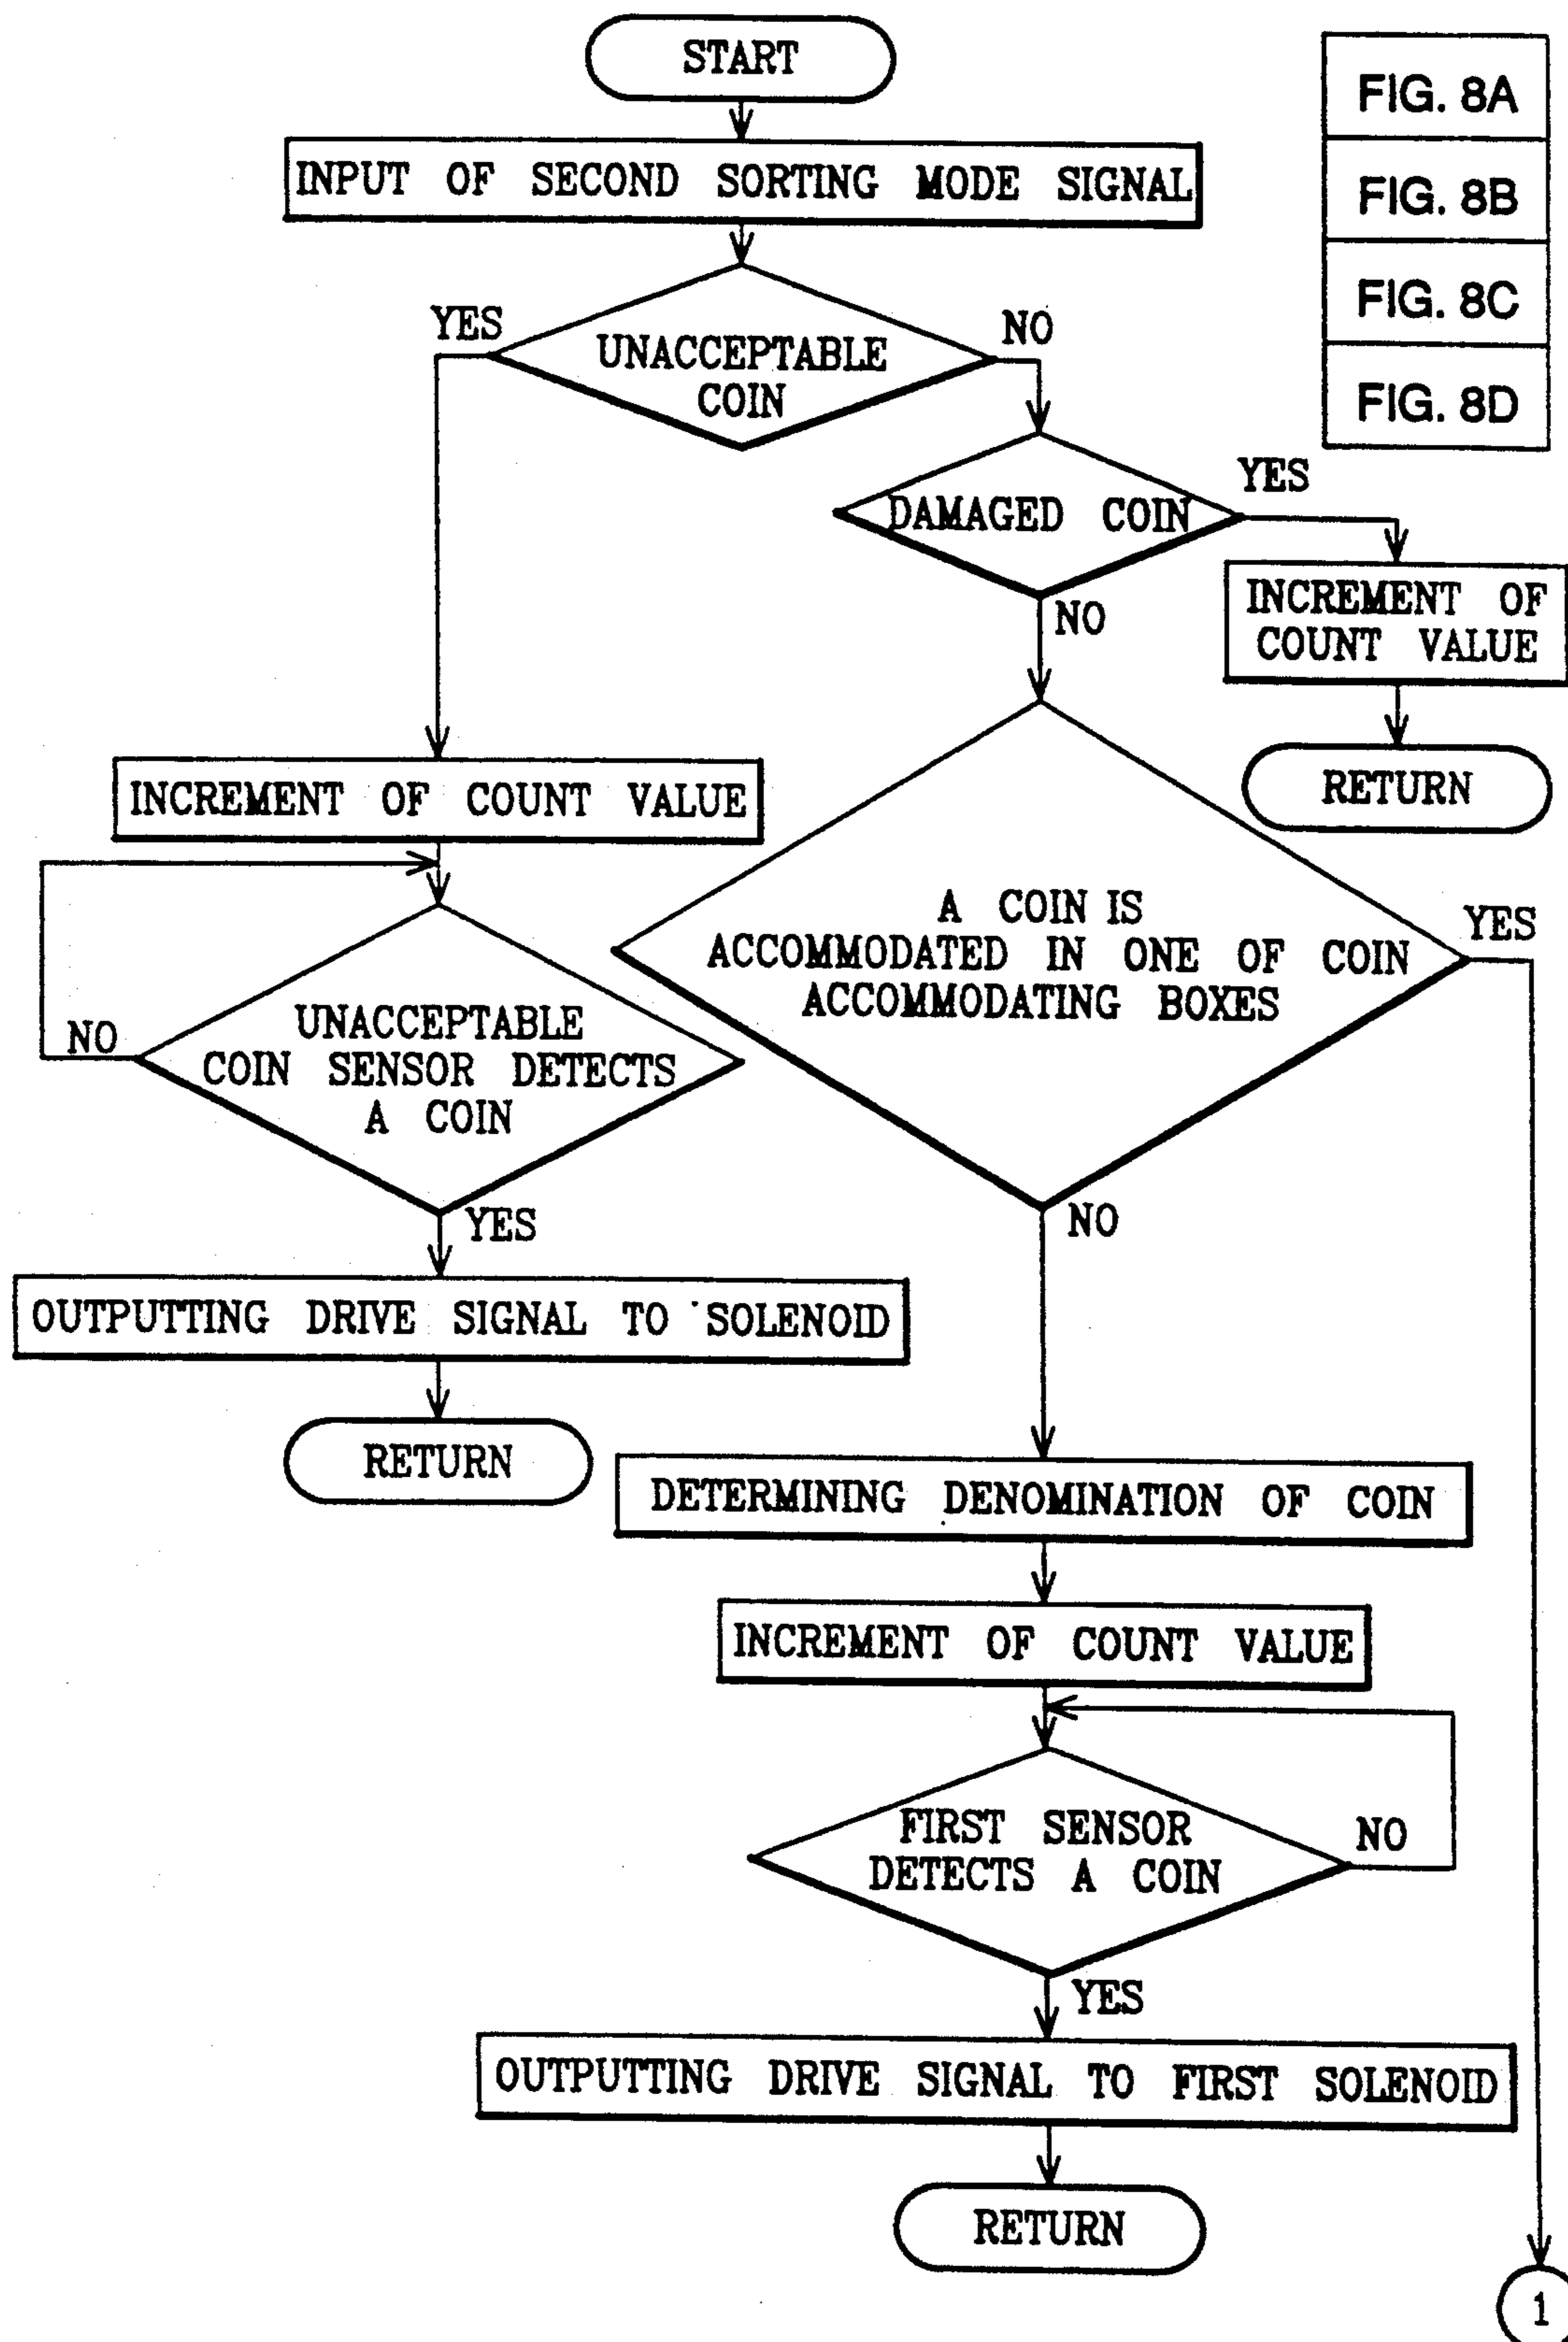 START
FIG. 8A
FIG. 8B
FIG. 8C
FIG. 8D
INPUT OF SECOND SORTING MODE SIGNAL
YES
NO
UNACCEPTABLE
COIN
YES
DAMAGED COIN
NO
INCREMENT OF
COUNT VALUE
RETURN
INCREMENT OF COUNT VALUE
A COIN IS
ACCOMMODATED IN ONE OF COIN
ACCOMMODATING BOXES
YES
NO
UNACCEPTABLE
COIN SENSOR DETECTS
A COIN
YES
NO
OUTPUTTING DRIVE SIGNAL TO SOLENOID
RETURN
DETERMINING DENOMINATION OF COIN
INCREMENT OF COUNT VALUE
FIRST SENSOR
DETECTS A COIN
NO
YES
OUTPUTTING DRIVE SIGNAL TO FIRST SOLENOID
RETURN
1